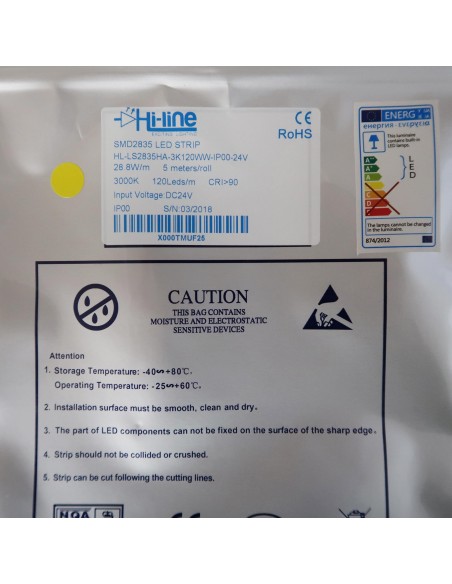 Hi-line
SMD2835 LED STRIP
HL-LS2835HA-3K120WW-IP00-24V
28.8W/m 5 meters/roll
3000K 120Leds/m CRI>90
Input Voltage:DC24V
IP00 S/N:03/2018
X000TMUF25
CE
RoHS
ENERG
енергия · ενεργεια
This luminaire
contains built-in
LED lamps.
A++
A+
A
B
C
D
E
L
E
D
The lamps cannot be changed
in the luminaire.
874/2012
CAUTION
THIS BAG CONTAINS
MOISTURE AND ELECTROSTATIC
SENSITIVE DEVICES
Attention
1. Storage Temperature: -40∽+80℃.
Operating Temperature: -25∽+60℃.
2. Installation surface must be smooth, clean and dry.
3. The part of LED components can not be fixed on the surface of the sharp edge.
4. Strip should not be collided or crushed.
5. Strip can be cut following the cutting lines.
NQA